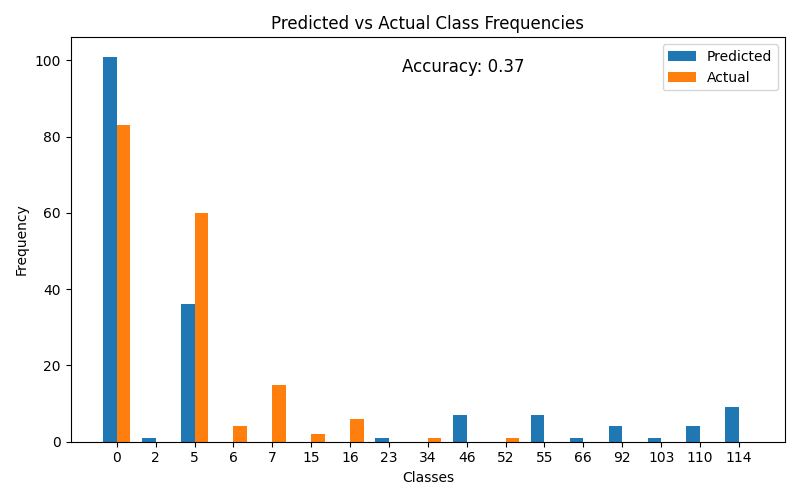 Predicted vs Actual Class Frequencies
Accuracy: 0.37
Predicted
Actual
Frequency
100
80
60
40
20
0
0 2 5 6 7 15 16 23 34 46 52 55 66 92 103 110 114
Classes